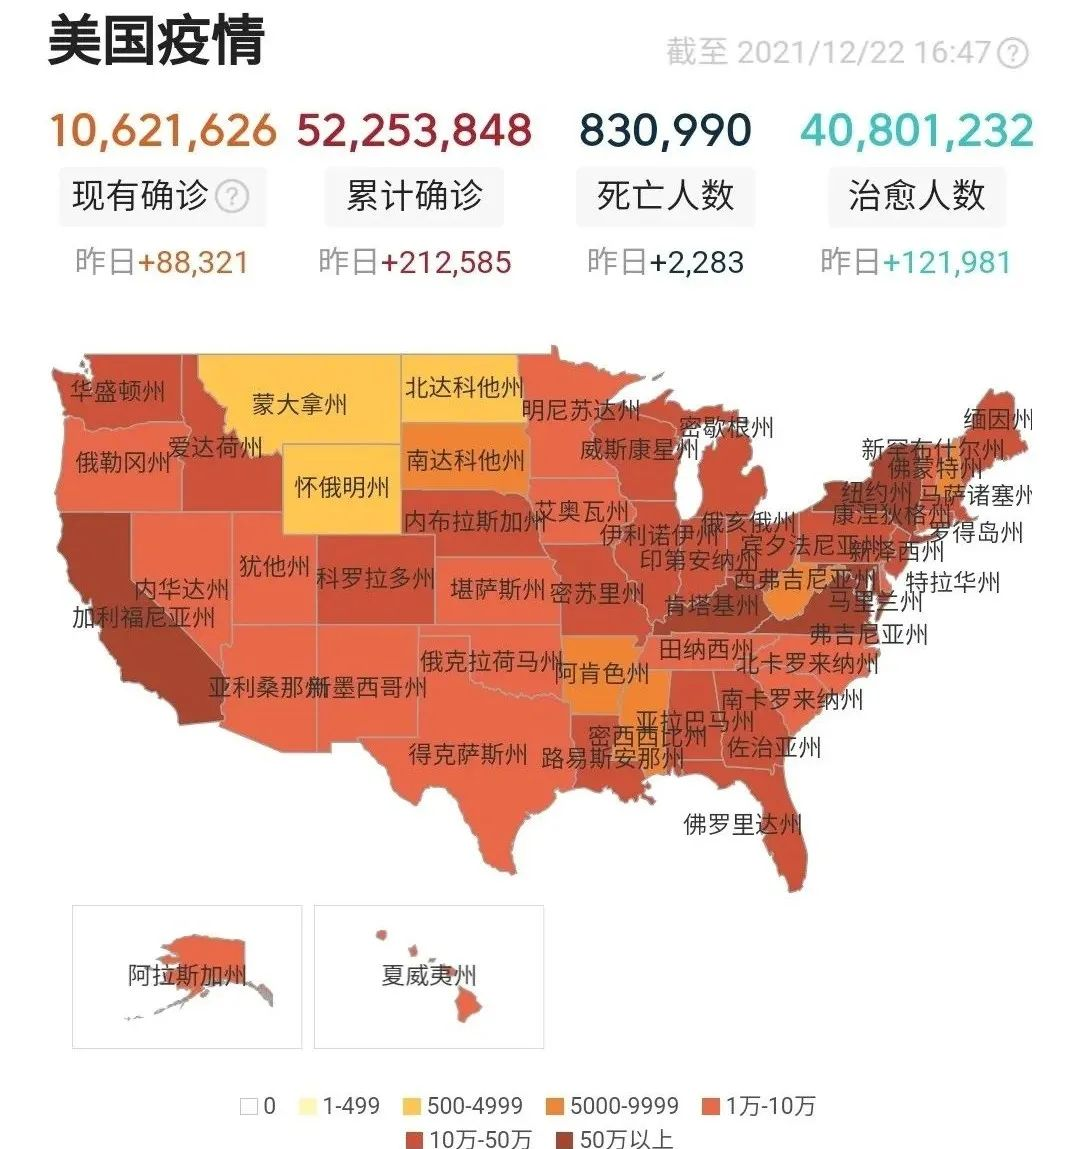 美国疫情
截至 2021/12/22 16:47?
10,621,626 52,253,848 830,990 40,801,232
现有确诊? 累计确诊 死亡人数 治愈人数
昨日+88,321 昨日+212,585 昨日+2,283 昨日+121,981
华盛顿州
蒙大拿州
北达科他州
明尼苏达州
缅因州
密歇根州
俄勒冈州
爱达荷州
南达科他州
威斯康星州
新罕布什尔州
佛蒙特州
怀俄明州
纽约州
马萨诸塞州
内布拉斯加州
艾奥瓦州
康涅狄格州
俄亥俄州
罗得岛州
伊利诺伊州
宾夕法尼亚州
新泽西州
印第安纳州
犹他州
科罗拉多州
内华达州
堪萨斯州
密苏里州
西弗吉尼亚州
特拉华州
肯塔基州
马里兰州
加利福尼亚州
弗吉尼亚州
田纳西州
俄克拉荷马州
阿肯色州
北卡罗来纳州
亚利桑那州
新墨西哥州
南卡罗来纳州
亚拉巴马州
密西西比州
佐治亚州
得克萨斯州
路易斯安那州
佛罗里达州
阿拉斯加州
夏威夷州
0 1-499 500-4999 5000-9999 1万-10万
10万-50万 50万以上